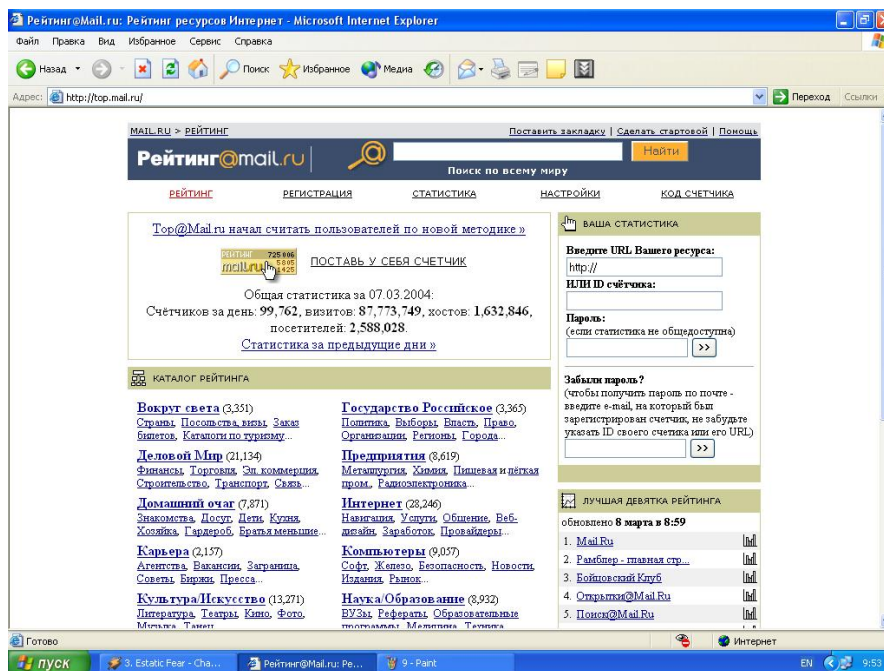 Рейтинг@Mail.ru: Рейтинг ресурсов Интернет - Microsoft Internet Explorer
Файл Правка Вид Избранное Сервис Справка
Назад Поиск Избранное Медиа
Адрес: http://top.mail.ru/ Переход Ссылки
MAIL.RU > РЕЙТИНГ Поставить закладку | Сделать стартовой | Помощь
Рейтинг@mail.ru Найти
Поиск по всему миру
РЕЙТИНГ РЕГИСТРАЦИЯ СТАТИСТИКА НАСТРОЙКИ КОД СЧЕТЧИКА
Top@Mail.ru начал считать пользователей по новой методике »
РЕЙТИНГ 725 006
mail.ru 5805
1425
ПОСТАВЬ У СЕБЯ СЧЕТЧИК
Общая статистика за 07.03.2004:
Счётчиков за день: 99,762, визитов: 87,773,749, хостов: 1,632,846,
посетителей: 2,588,028.
Статистика за предыдущие дни »
КАТАЛОГ РЕЙТИНГА
Вокруг света (3,351)
Страны, Посольства, визы, Заказ
билетов, Каталоги по туризму...
Государство Российское (3,365)
Политика, Выборы, Власть, Право,
Организации, Регионы, Города...
Деловой Мир (21,134)
Финансы, Торговля, Эл. коммерция,
Строительство, Транспорт, Связь...
Предприятия (8,619)
Металлургия, Химия, Пищевая и лёгкая
пром., Радиоэлектроника...
Домашний очаг (7,871)
Знакомства, Досуг, Дети, Кухня,
Хозяйка, Гардероб, Братья меньшие...
Интернет (28,246)
Навигация, Услуги, Общение, Веб-
дизайн, Заработок, Провайдеры...
Карьера (2,157)
Агентства, Вакансии, Заграница,
Советы, Биржи, Пресса...
Компьютеры (9,057)
Софт, Железо, Безопасность, Новости,
Издания, Рынок...
Культура/Искусство (13,271)
Литература, Театры, Кино, Фото,
Музыка, Танец
Наука/Образование (8,932)
ВУЗы, Рефераты, Образовательные
программы, Медицина, Техника
ВАША СТАТИСТИКА
Введите URL Вашего ресурса:
http://
ИЛИ ID счётчика:
Пароль:
(если статистика не общедоступна)
>>
Забыли пароль?
(чтобы получить пароль по почте -
введите e-mail, на который был
зарегистрирован счетчик, не забудьте
указать ID своего счетика или его URL)
>>
ЛУЧШАЯ ДЕВЯТКА РЕЙТИНГА
обновлено 8 марта в 8:59
1. Mail.Ru
2. Рамблер - главная стр...
3. Бойцовский Клуб
4. Открытки@Mail.Ru
5. Поиск@Mail.Ru
Готово Интернет
пуск 3. Estatic Fear - Cha... Рейтинг@Mail.ru: Ре... 9 - Paint EN 9:53